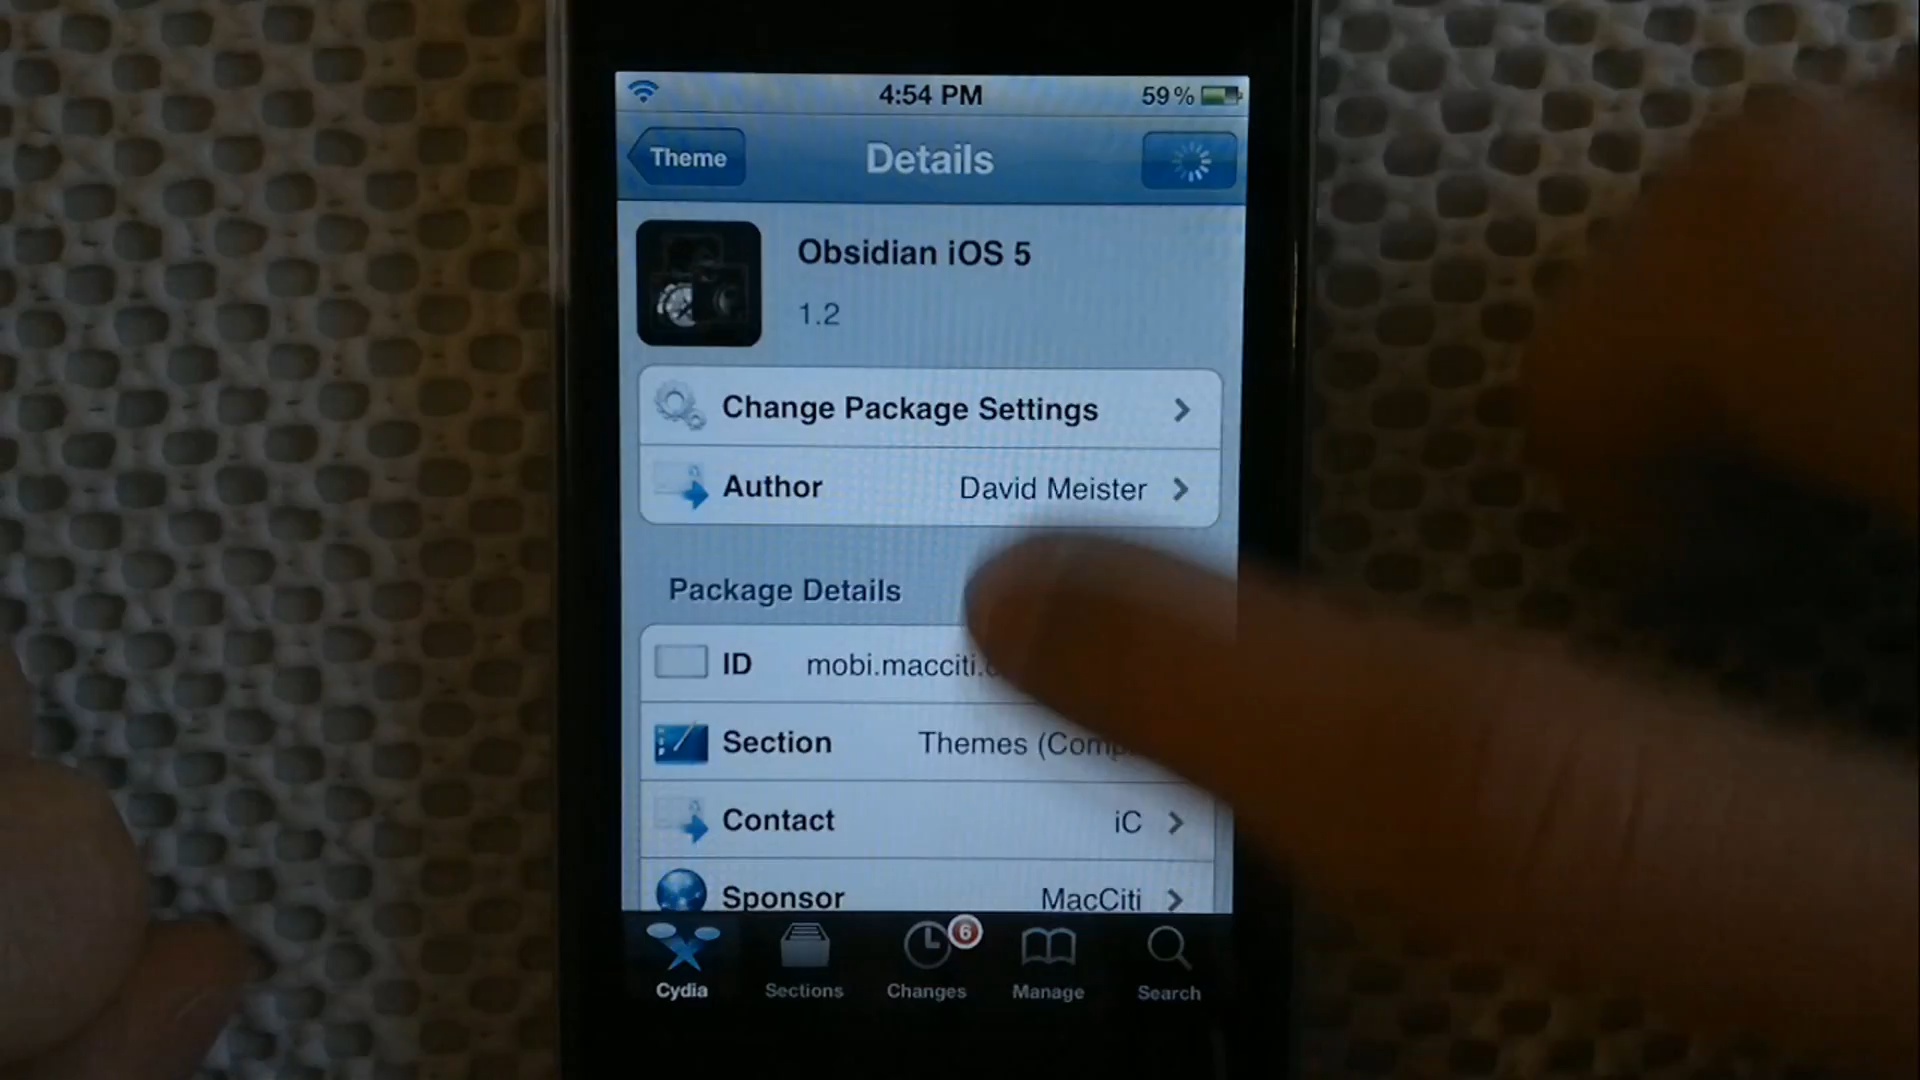 4:54 PM 59%
Theme Details
Obsidian iOS 5
1.2
Change Package Settings
Author David Meister
Package Details
ID mobi.macciti.
Section Themes
Contact iC
Sponsor MacCiti
6
Cydia Sections Changes Manage Search